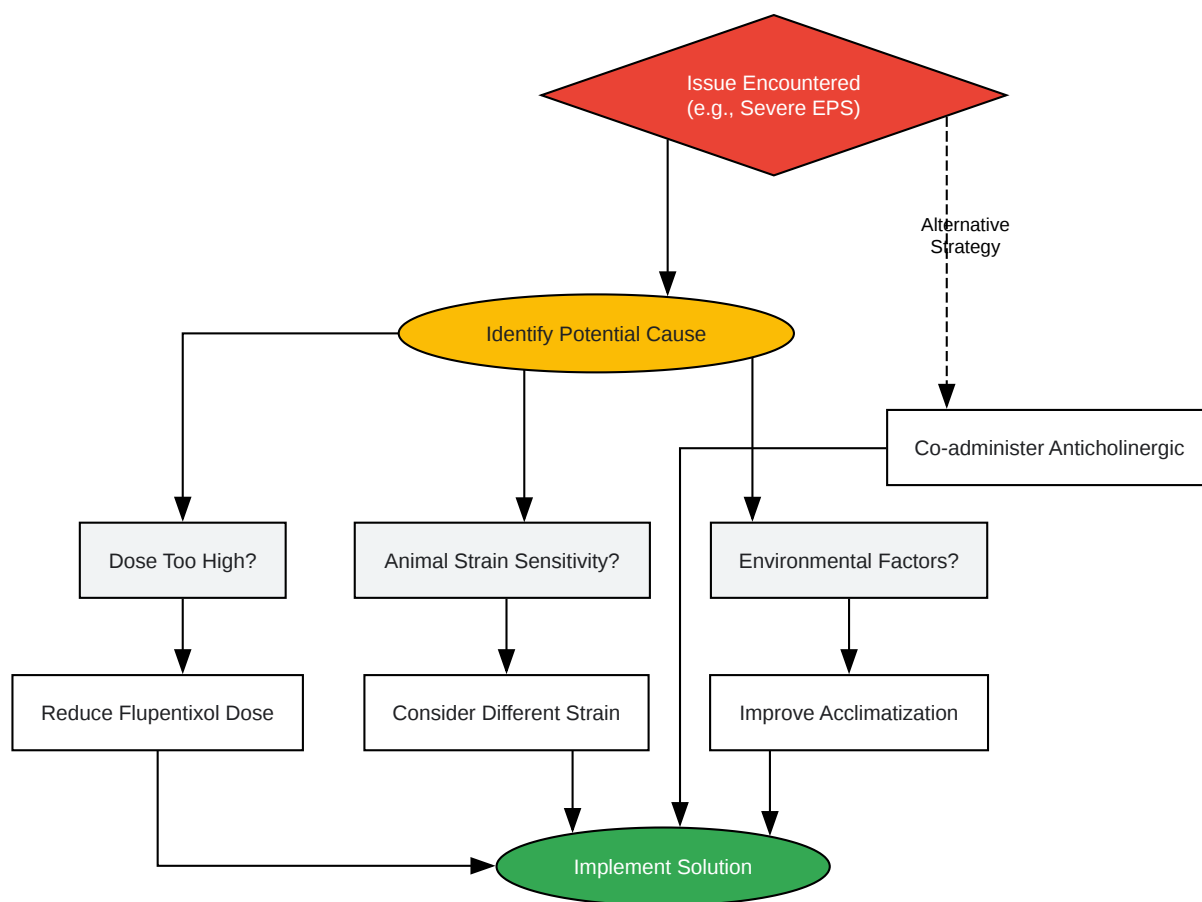 Issue Encountered
(e.g., Severe EPS)
Alternative
Strategy
Identify Potential Cause
Co-administer Anticholinergic
Dose Too High?
Animal Strain Sensitivity?
Environmental Factors?
Reduce Flupentixol Dose
Consider Different Strain
Improve Acclimatization
Implement Solution